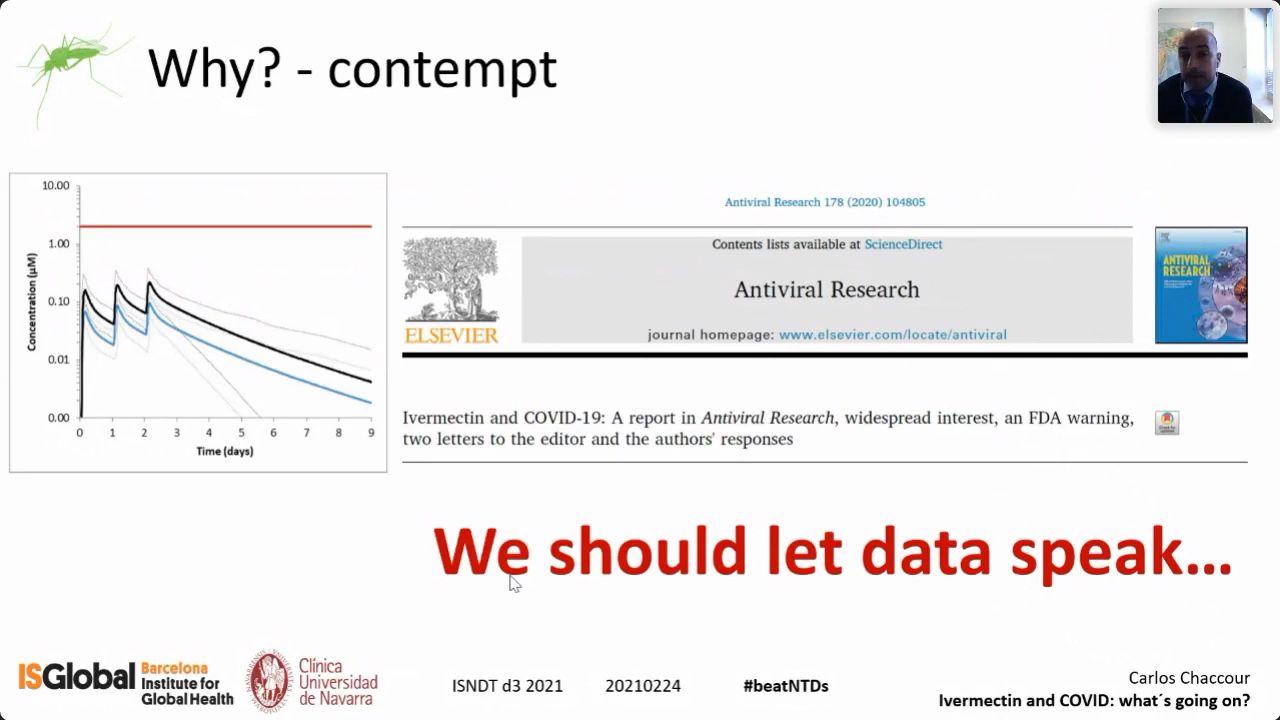 Why? - contempt
10.00
1.00
0.10
0.01
0.00
Concentration (µM)
0 1 2 3 4 5 6 7 8 9
Time (days)
Antiviral Research 178 (2020) 104805
Contents lists available at ScienceDirect
Antiviral Research
journal homepage: www.elsevier.com/locate/antiviral
ELSEVIER
ANTIVIRAL
RESEARCH
Ivermectin and COVID-19: A report in Antiviral Research, widespread interest, an FDA warning,
two letters to the editor and the authors' responses
We should let data speak...
ISGlobal Barcelona
Institute for
Global Health
Clínica
Universidad
de Navarra
ISNDT d3 2021 20210224 #beatNTDs
Carlos Chaccour
Ivermectin and COVID: what´s going on?